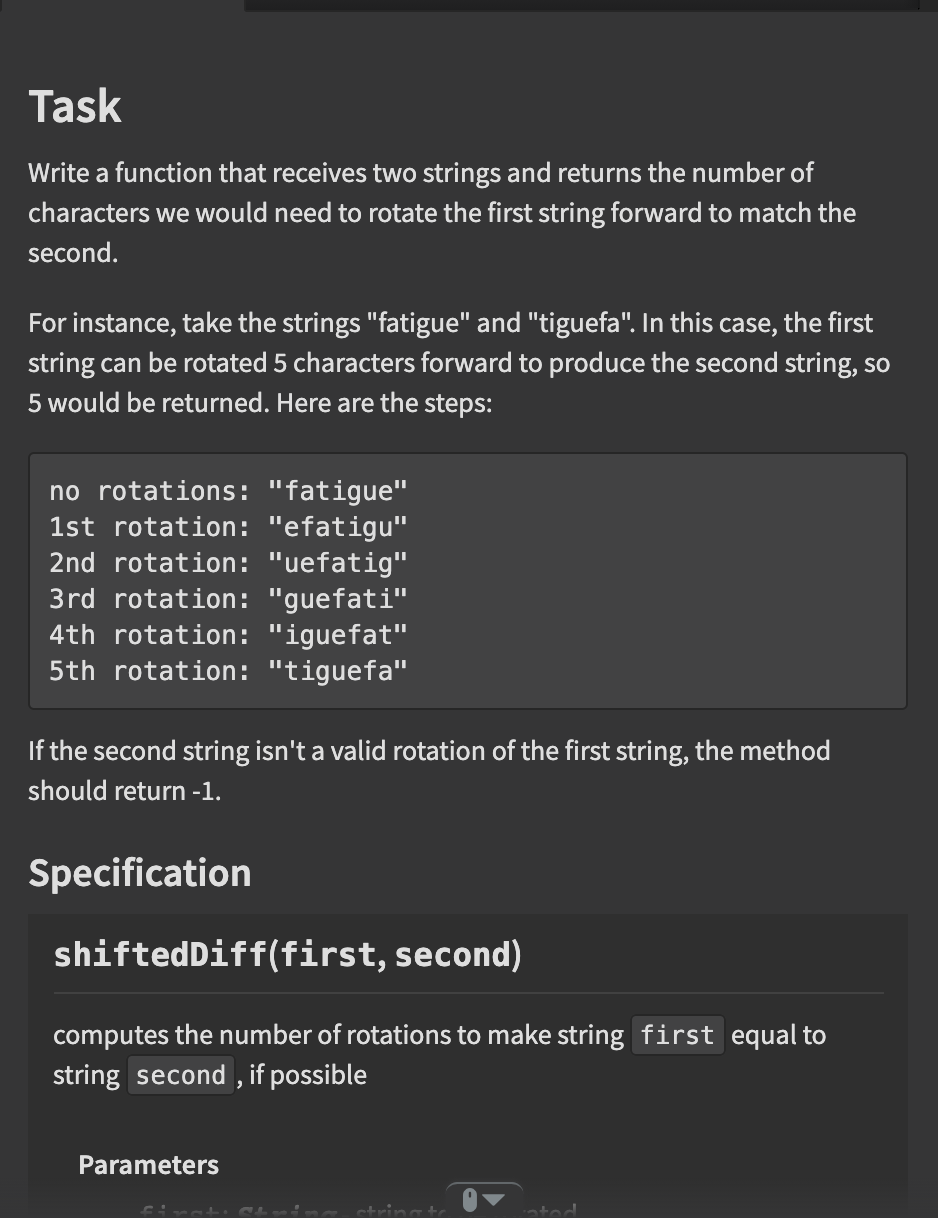 Task
Write a function that receives two strings and returns the number of
characters we would need to rotate the first string forward to match the
second.
For instance, take the strings "fatigue" and "tiguefa". In this case, the first
string can be rotated 5 characters forward to produce the second string, so
5 would be returned. Here are the steps:
no rotations: "fatigue"
1st rotation: "efatigu"
2nd rotation: "uefatig"
3rd rotation: "guefati"
4th rotation: "iguefat"
5th rotation: "tiguefa"
If the second string isn't a valid rotation of the first string, the method
should return -1.
Specification
shiftedDiff(first, second)
computes the number of rotations to make string first equal to
string second, if possible
Parameters
first: String - string